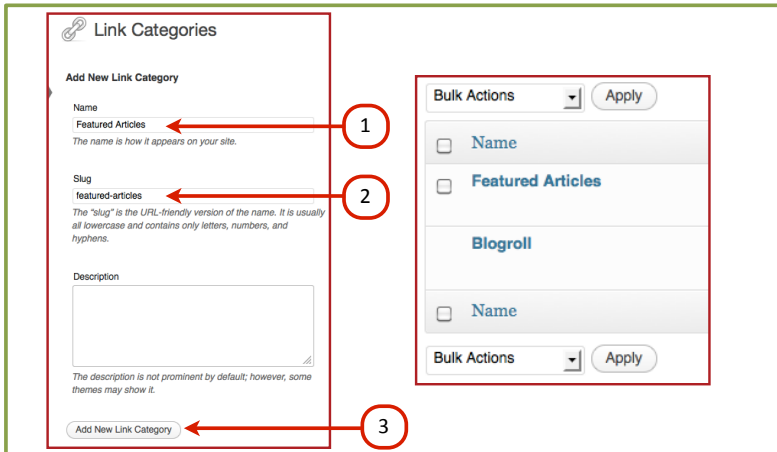 Link Categories
Add New Link Category
Name
Featured Articles
1
The name is how it appears on your site.
Slug
featured-articles
2
The “slug” is the URL-friendly version of the name. It is usually
all lowercase and contains only letters, numbers, and
hyphens.
Description
The description is not prominent by default; however, some
themes may show it.
Add New Link Category
3
Bulk Actions
Apply
Name
Featured Articles
Blogroll
Name
Bulk Actions
Apply